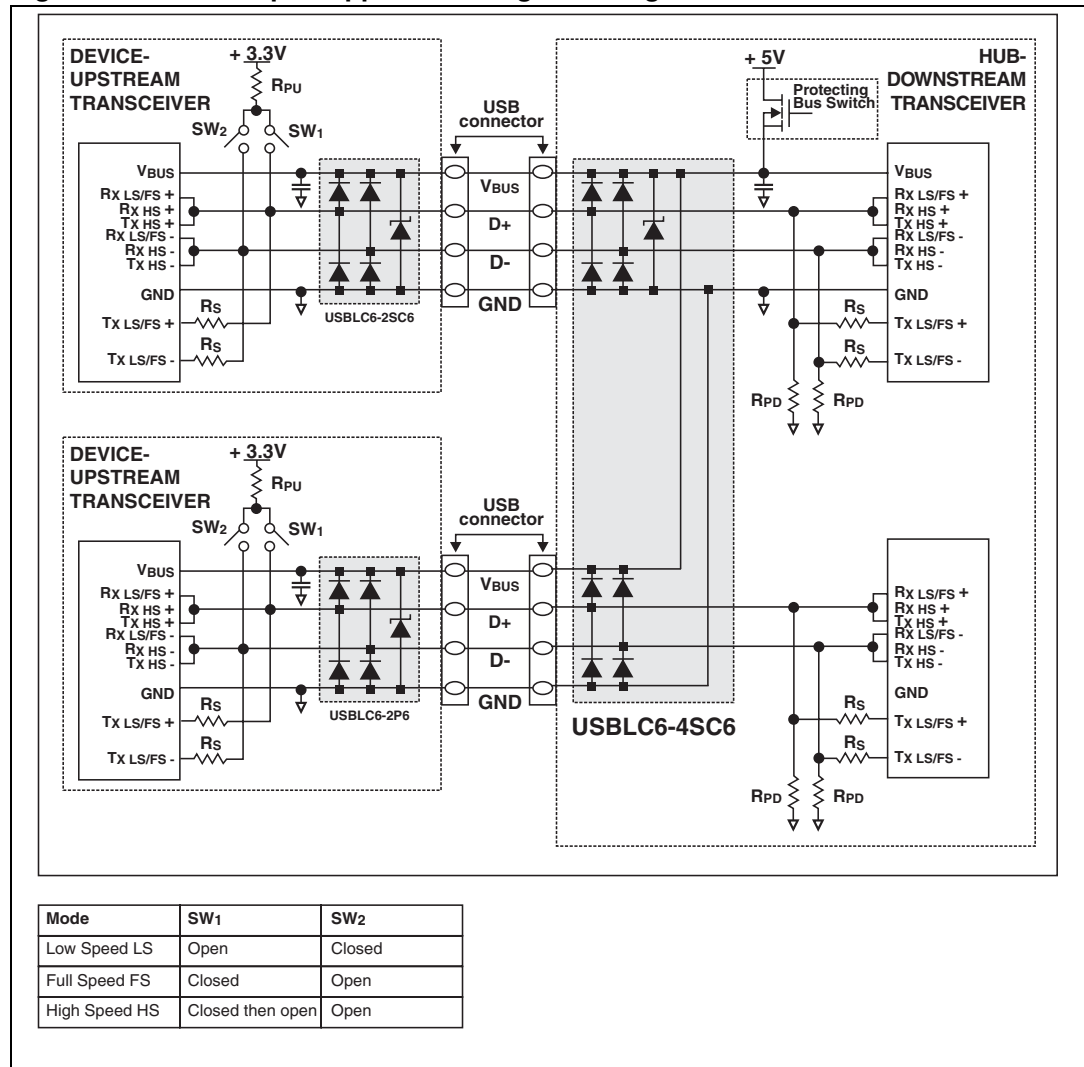 DEVICE-
UPSTREAM
TRANSCEIVER
+ 3.3V
RPU
SW2
SW1
VBUS
RX LS/FS +
RX HS +
TX HS +
RX LS/FS -
RX HS -
TX HS -
GND
TX LS/FS +
TX LS/FS -
RS
RS
USBLC6-2SC6
USB
connector
VBUS
D+
D-
GND
+ 5V
Protecting
Bus Switch
HUB-
DOWNSTREAM
TRANSCEIVER
VBUS
RX LS/FS +
RX HS +
TX HS +
RX LS/FS -
RX HS -
TX HS -
GND
TX LS/FS +
TX LS/FS -
RS
RS
RPD
RPD
DEVICE-
UPSTREAM
TRANSCEIVER
+ 3.3V
RPU
SW2
SW1
VBUS
RX LS/FS +
RX HS +
TX HS +
RX LS/FS -
RX HS -
TX HS -
GND
TX LS/FS +
TX LS/FS -
RS
RS
USBLC6-2P6
USB
connector
VBUS
D+
D-
GND
USBLC6-4SC6
RX LS/FS +
RX HS +
TX HS +
RX LS/FS -
RX HS -
TX HS -
GND
TX LS/FS +
TX LS/FS -
RS
RS
RPD
RPD
Mode SW1 SW2
Low Speed LS Open Closed
Full Speed FS Closed Open
High Speed HS Closed then open Open